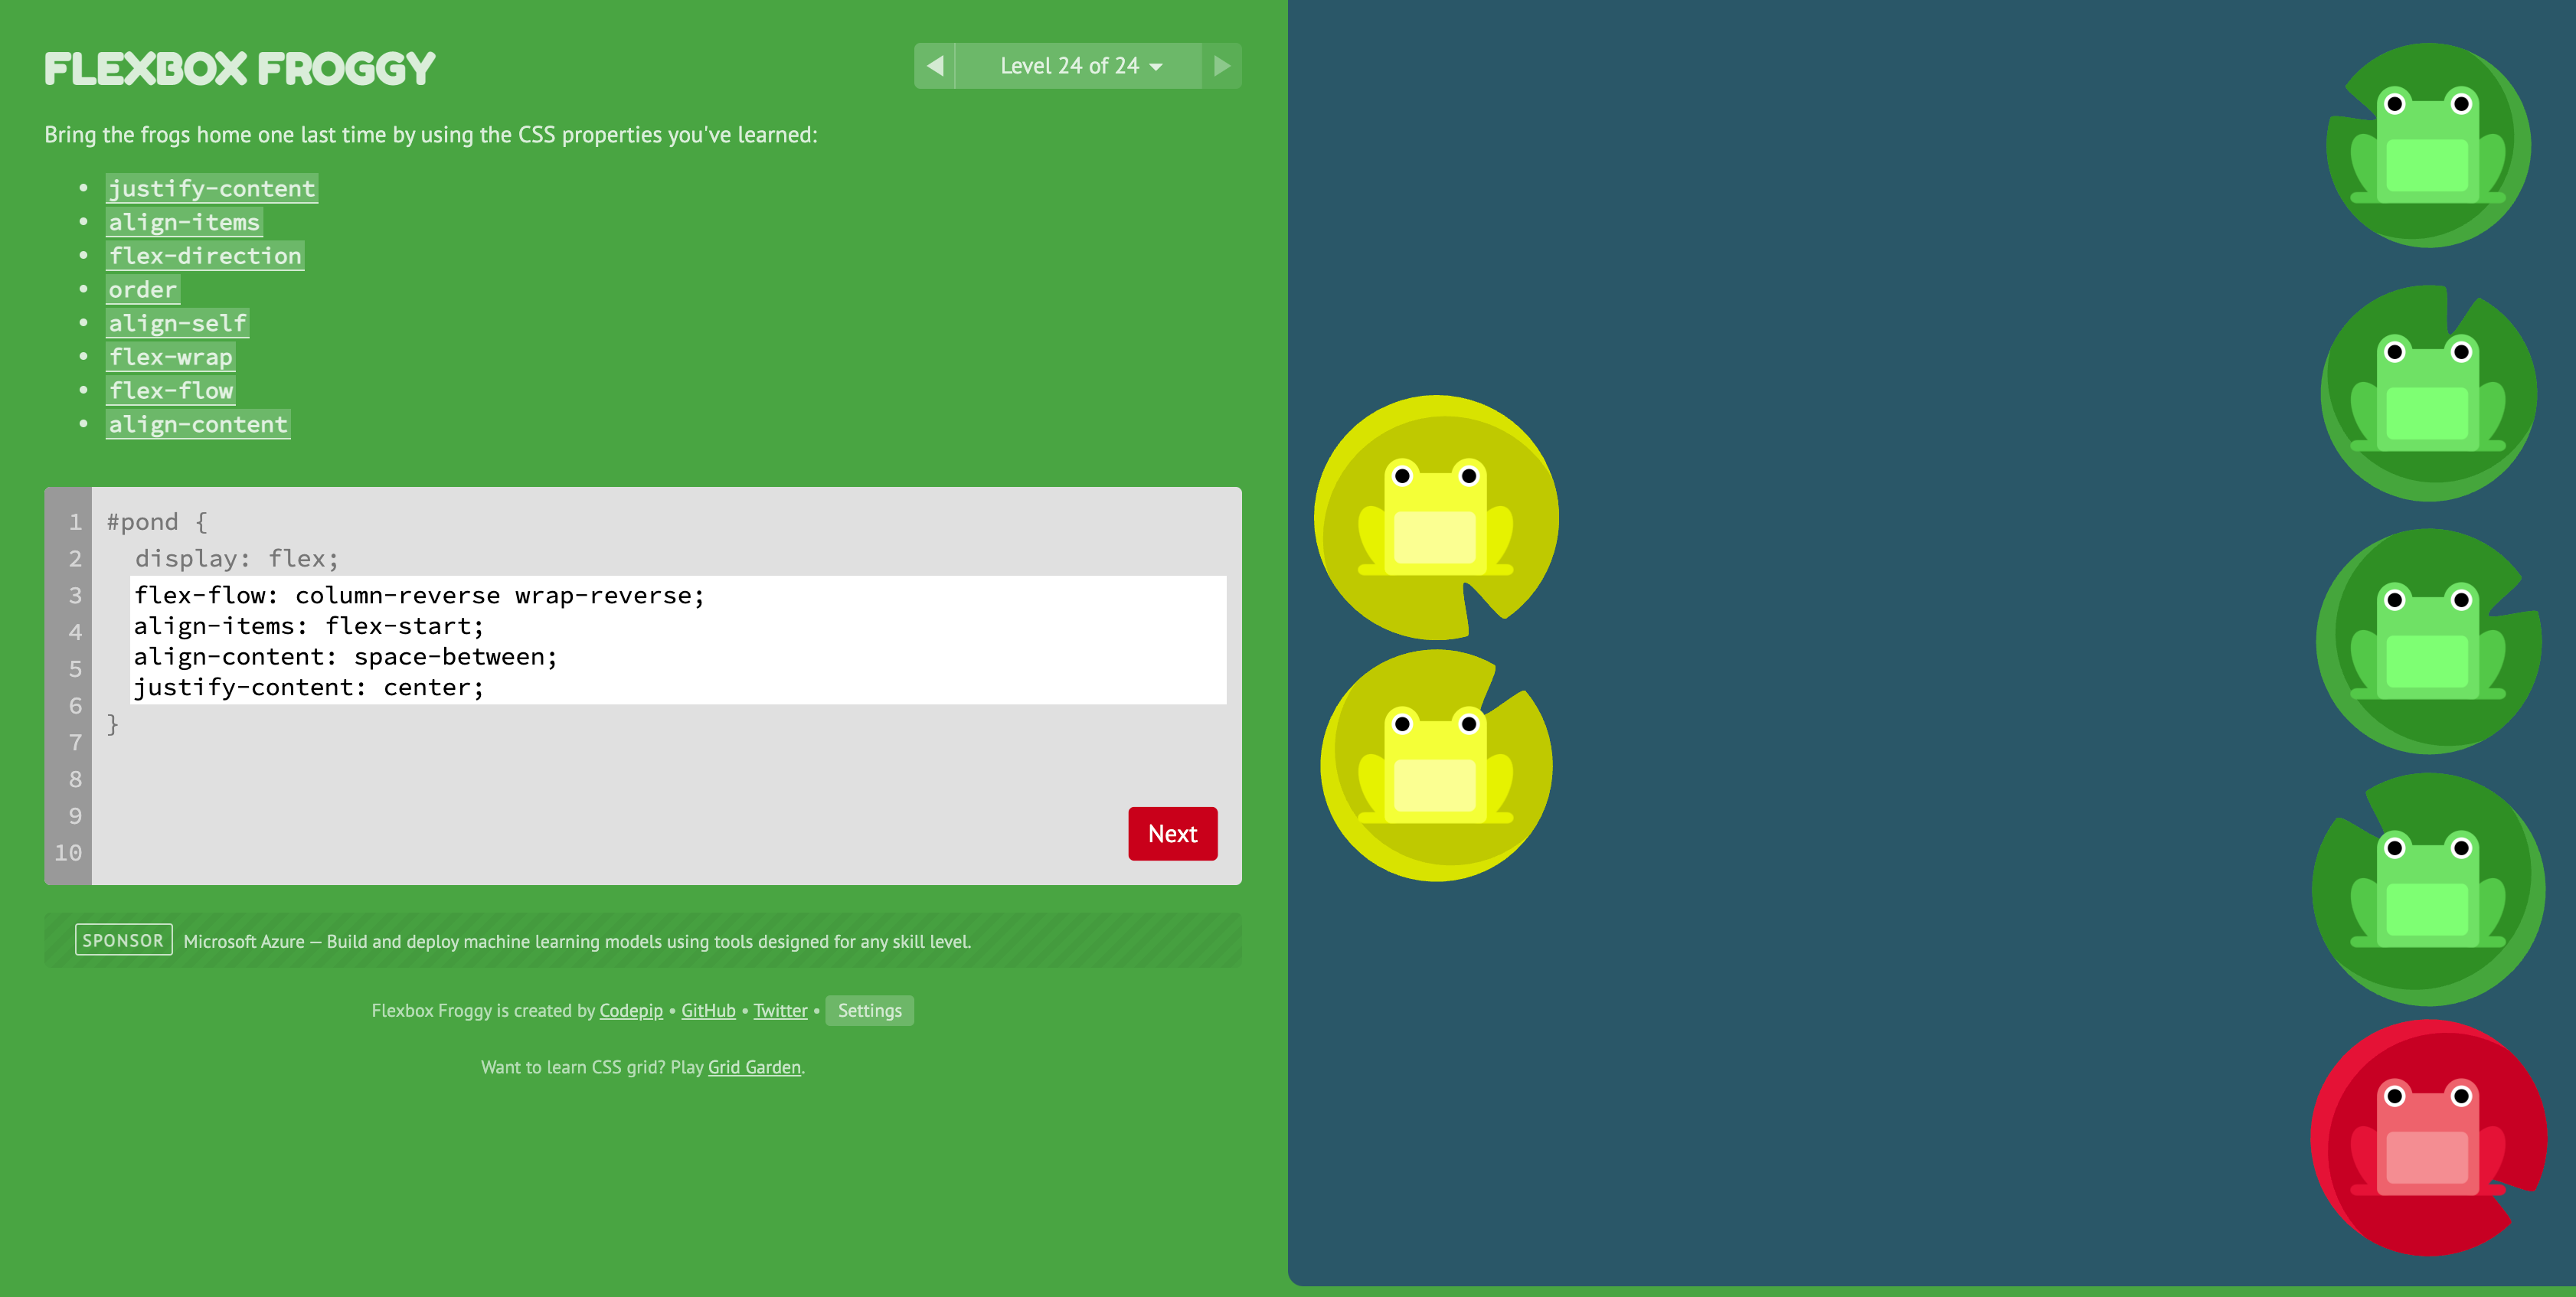 FLEXBOX FROGGY
Level 24 of 24
Bring the frogs home one last time by using the CSS properties you've learned:
• justify-content
• align-items
• flex-direction
• order
• align-self
• flex-wrap
• flex-flow
• align-content
1 #pond {
2 display: flex;
3 flex-flow: column-reverse wrap-reverse;
4 align-items: flex-start;
5 align-content: space-between;
6 justify-content: center;
7 }
8
9
10
Next
SPONSOR Microsoft Azure — Build and deploy machine learning models using tools designed for any skill level.
Flexbox Froggy is created by Codepip • GitHub • Twitter • Settings
Want to learn CSS grid? Play Grid Garden.